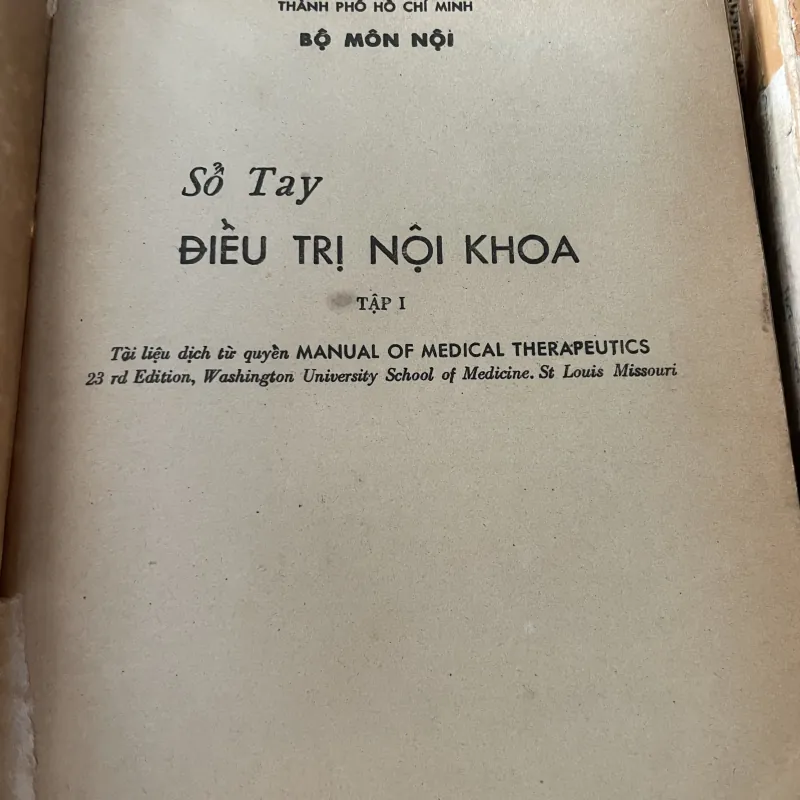 THÀNH PHỐ HỒ CHÍ MINH
BỘ MÔN NỘI
Sổ Tay
ĐIỀU TRỊ NỘI KHOA
TẬP I
Tài liệu dịch từ quyền MANUAL OF MEDICAL THERAPEUTICS
23 rd Edition, Washington University School of Medicine. St Louis Missouri